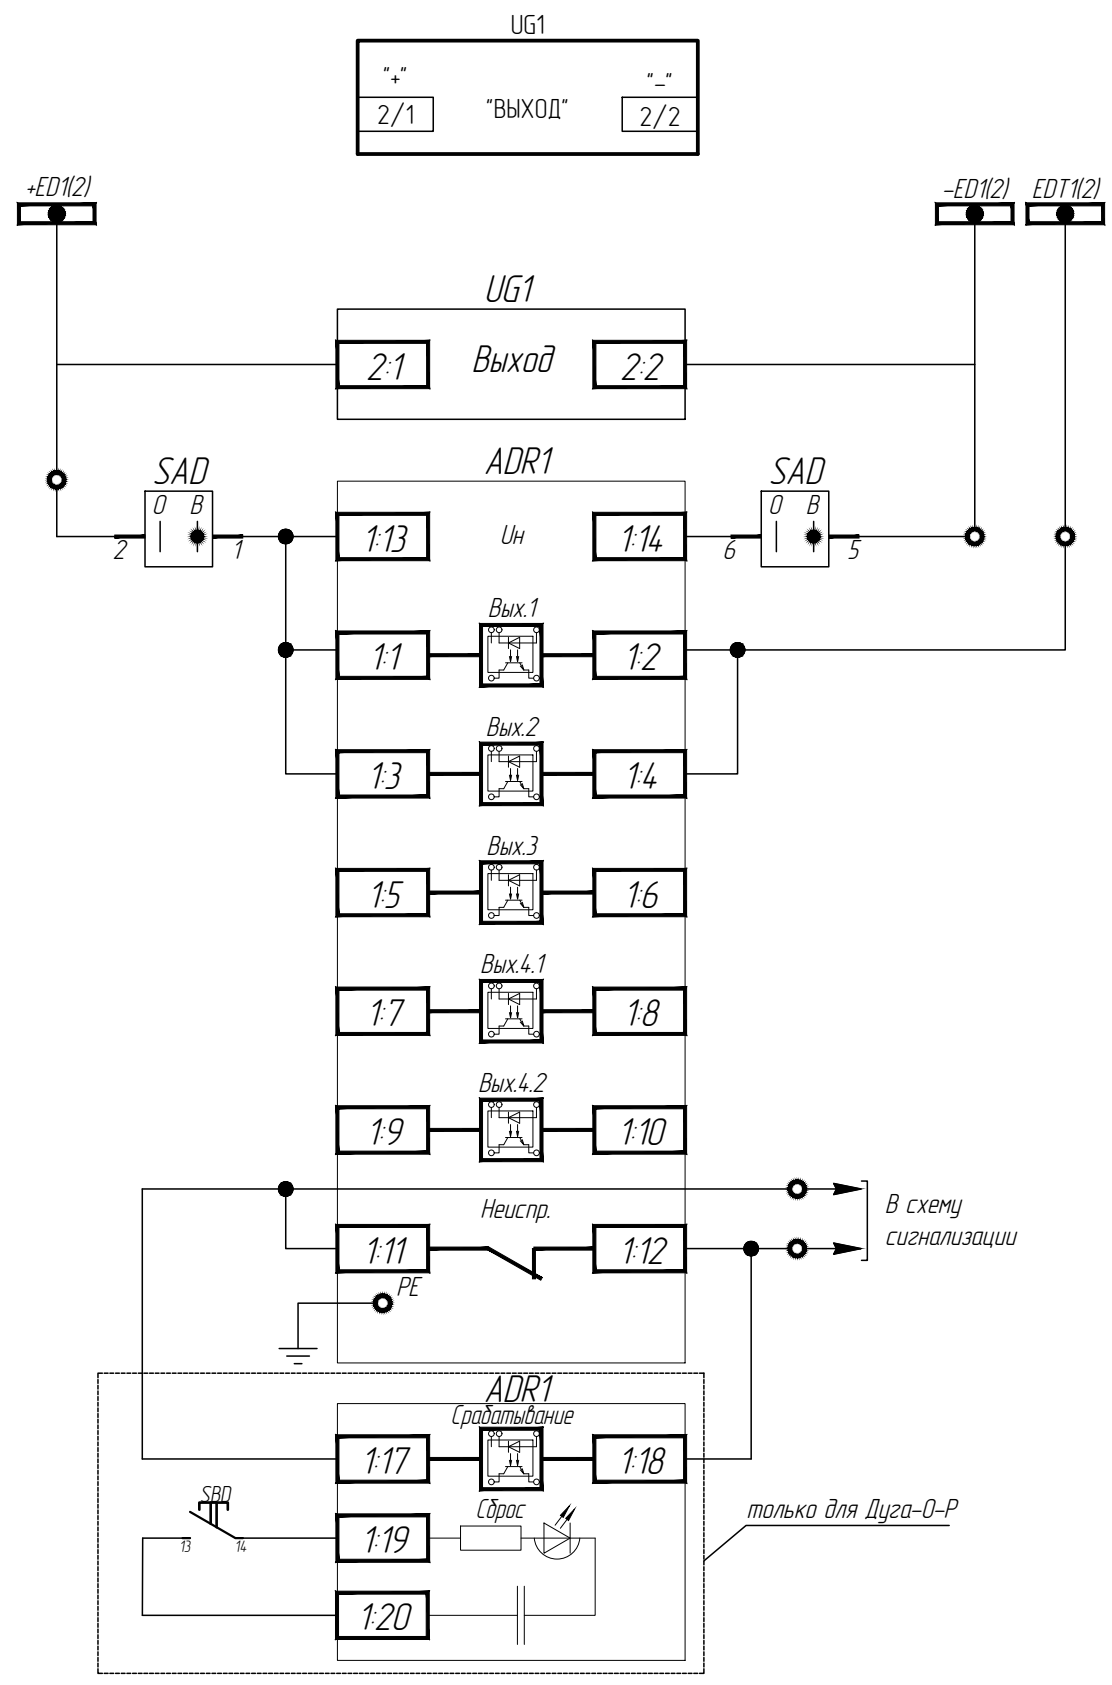 UG1
"+"
"-"
2/1
"ВЫХОД"
2/2
+ED1(2)
-ED1(2)
EDT1(2)
UG1
2:1
Выход
2:2
ADR1
SAD
O B
2
1
1:13
Uн
1:14
SAD
O B
6
5
Вых.1
1:1
1:2
Вых.2
1:3
1:4
Вых.3
1:5
1:6
Вых.4.1
1:7
1:8
Вых.4.2
1:9
1:10
Неиспр.
1:11
1:12
В схему
сигнализации
PE
ADR1
Срабатывание
1:17
1:18
SBD
13
14
Сброс
1:19
1:20
только для Дуга-О-Р